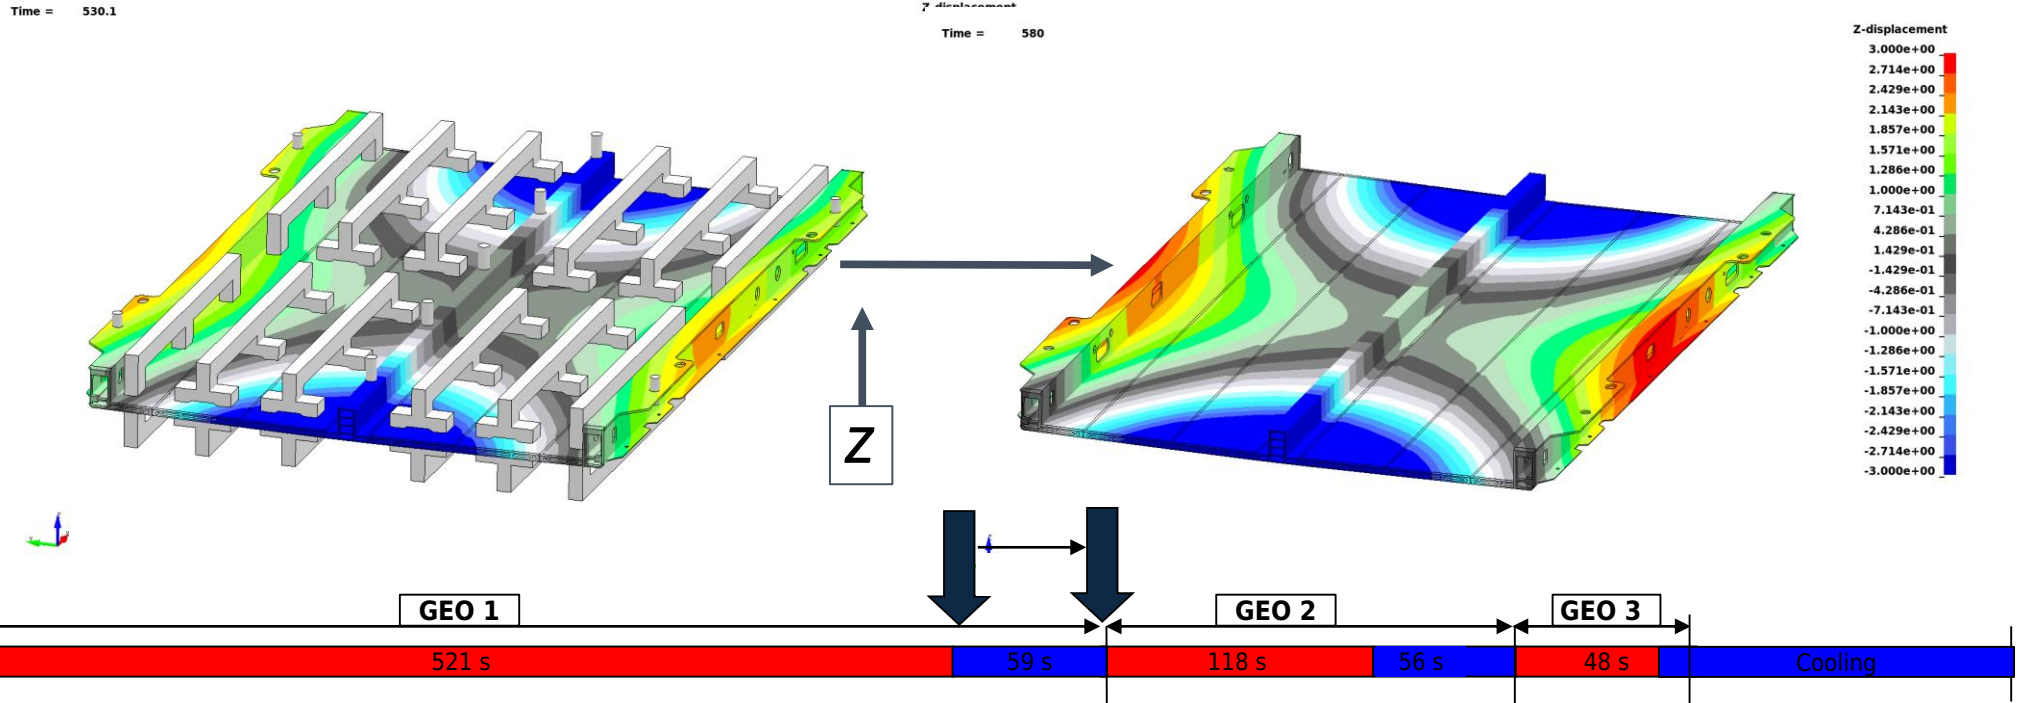 Time = 530.1
Z-displacement
Time = 580
Z-displacement
3.000e+00
2.714e+00
2.429e+00
2.143e+00
1.857e+00
1.571e+00
1.286e+00
1.000e+00
7.143e-01
4.286e-01
1.429e-01
-1.429e-01
-4.286e-01
-7.143e-01
-1.000e+00
-1.286e+00
-1.571e+00
-1.857e+00
-2.143e+00
-2.429e+00
-2.714e+00
-3.000e+00
Z
GEO 1
GEO 2
GEO 3
521 s
59 s
118 s
56 s
48 s
Cooling